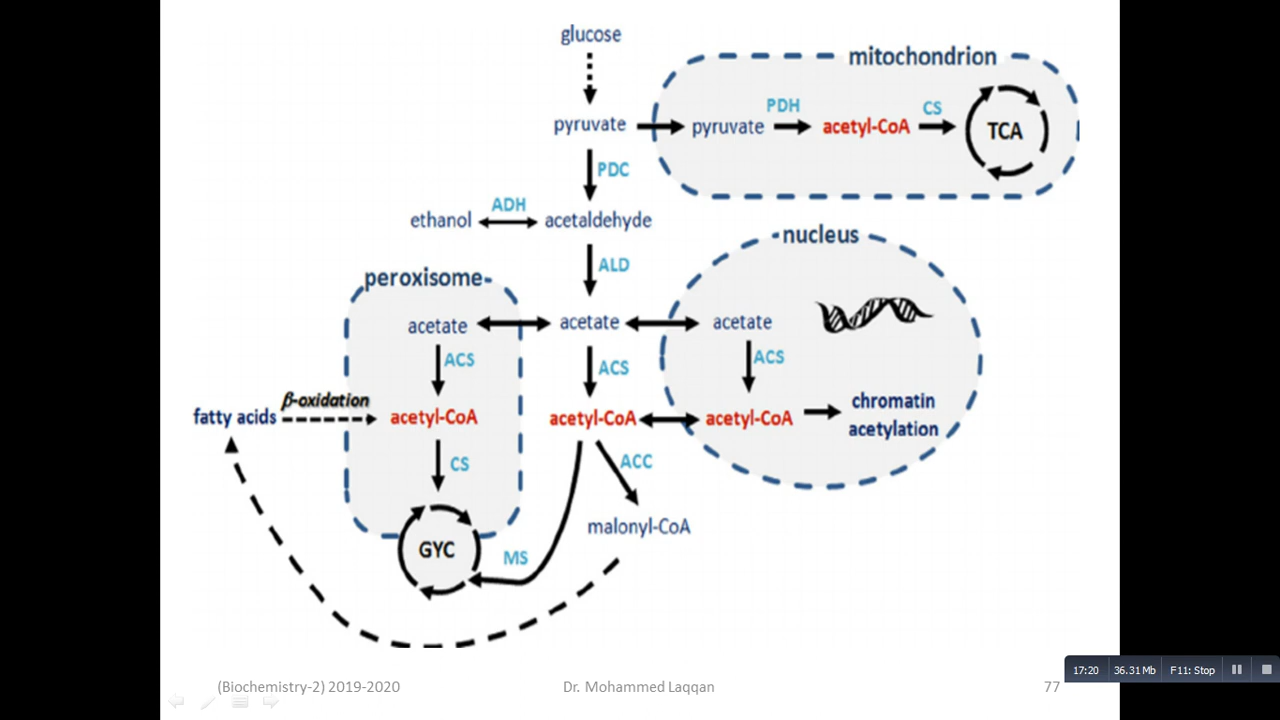 glucose
mitochondrion
pyruvate
pyruvate
PDH
acetyl-CoA
CS
TCA
PDC
ethanol
ADH
acetaldehyde
nucleus
ALD
peroxisome
acetate
acetate
acetate
ACS
ACS
ACS
fatty acids
β-oxidation
acetyl-CoA
acetyl-CoA
acetyl-CoA
chromatin
acetylation
CS
ACC
malonyl-CoA
GYC
MS
(Biochemistry-2) 2019-2020
Dr. Mohammed Laqqan
77
17:20
36.31 Mb
F11: Stop